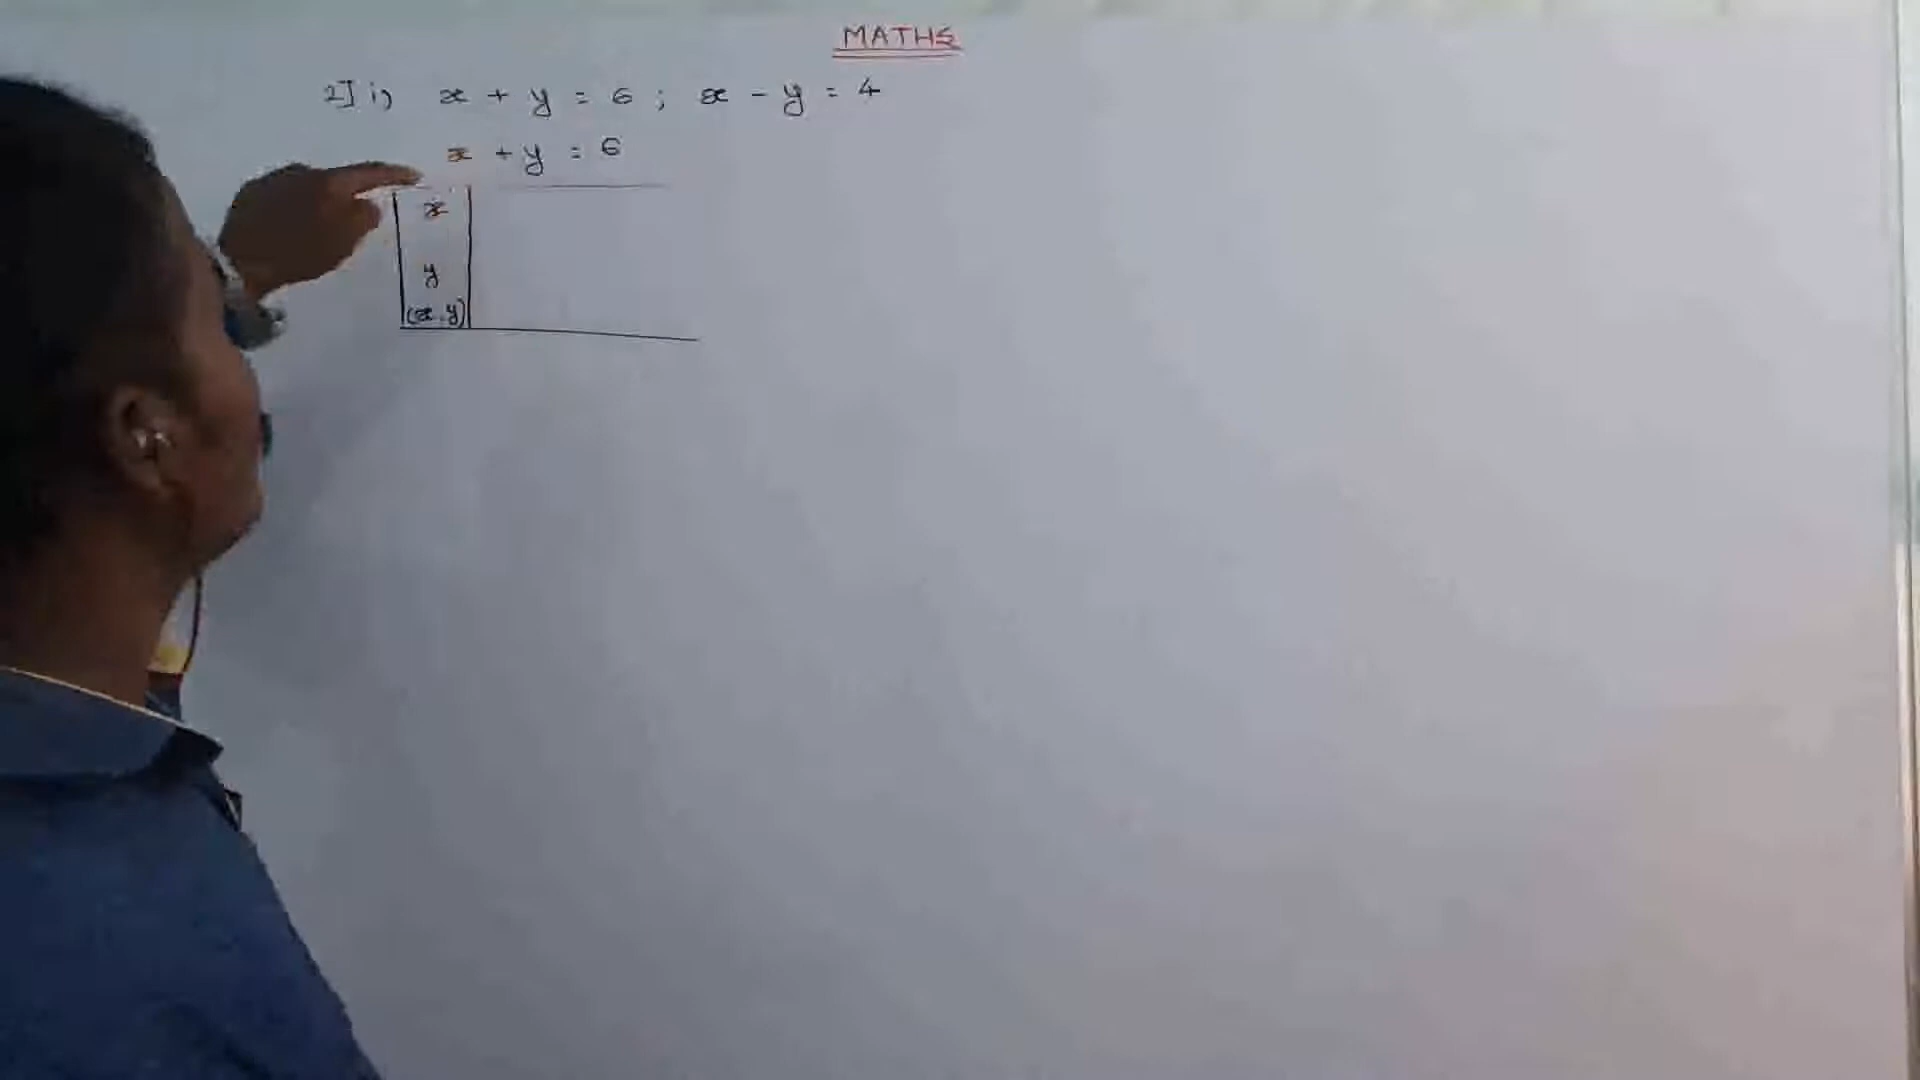 MATHS
2] i) x + y = 6 ; x - y = 4
x + y = 6
x
y
(x, y)